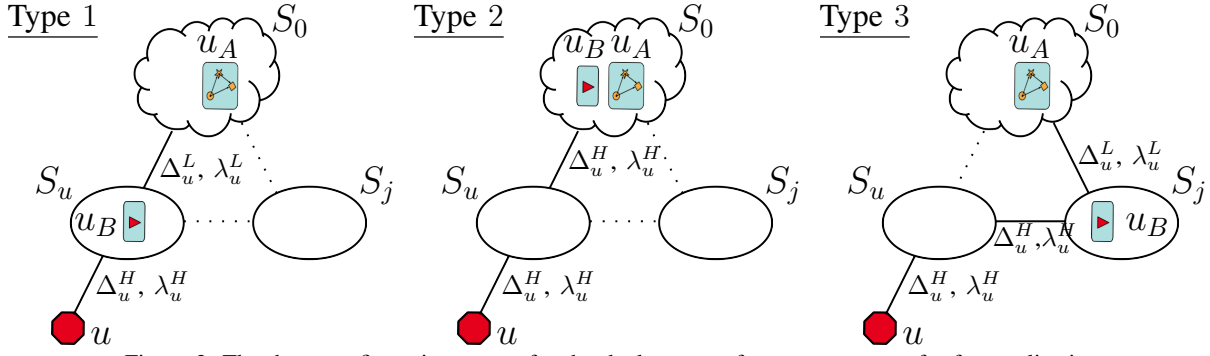 Type 1
S_0
u_A
Δ_u^L, λ_u^L
S_u
S_j
u_B
Δ_u^H, λ_u^H
u
Type 2
S_0
u_B u_A
Δ_u^H, λ_u^H
S_u
S_j
Δ_u^H, λ_u^H
u
Type 3
S_0
u_A
Δ_u^L, λ_u^L
S_u
S_j
u_B
Δ_u^H, λ_u^H
Δ_u^H, λ_u^H
u